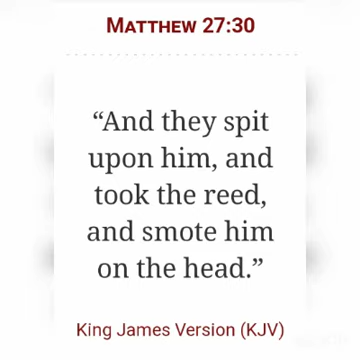 Matthew 27:30
“And they spit
upon him, and
took the reed,
and smote him
on the head.”
King James Version (KJV)